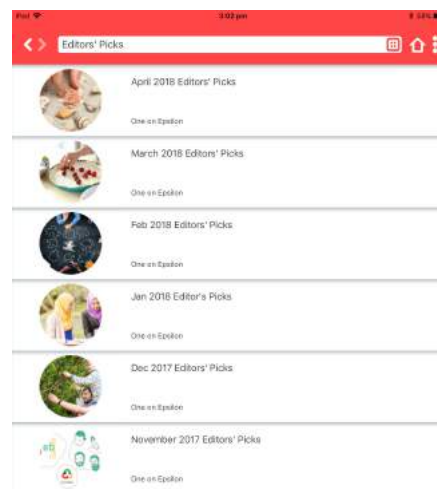 iPad
3:02 pm
Editors' Picks
April 2018 Editors' Picks
One on Epsilon
March 2018 Editors' Picks
One on Epsilon
Feb 2018 Editors' Picks
One on Epsilon
Jan 2018 Editor's Picks
One on Epsilon
Dec 2017 Editors' Picks
One on Epsilon
November 2017 Editors' Picks
One on Epsilon